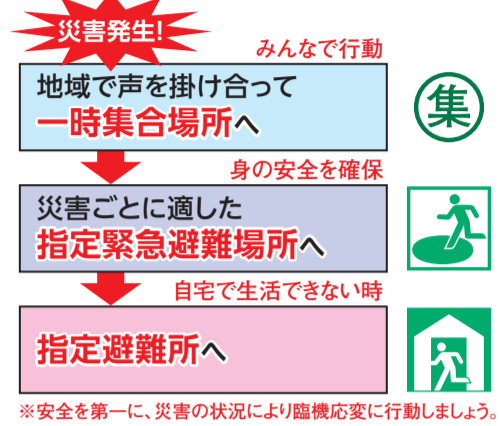 災害発生!
みんなで行動
地域で声を掛け合って
一時集合場所へ
集
身の安全を確保
災害ごとに適した
指定緊急避難場所へ
自宅で生活できない時
指定避難所へ
※安全を第一に、災害の状況により臨機応変に行動しましょう。